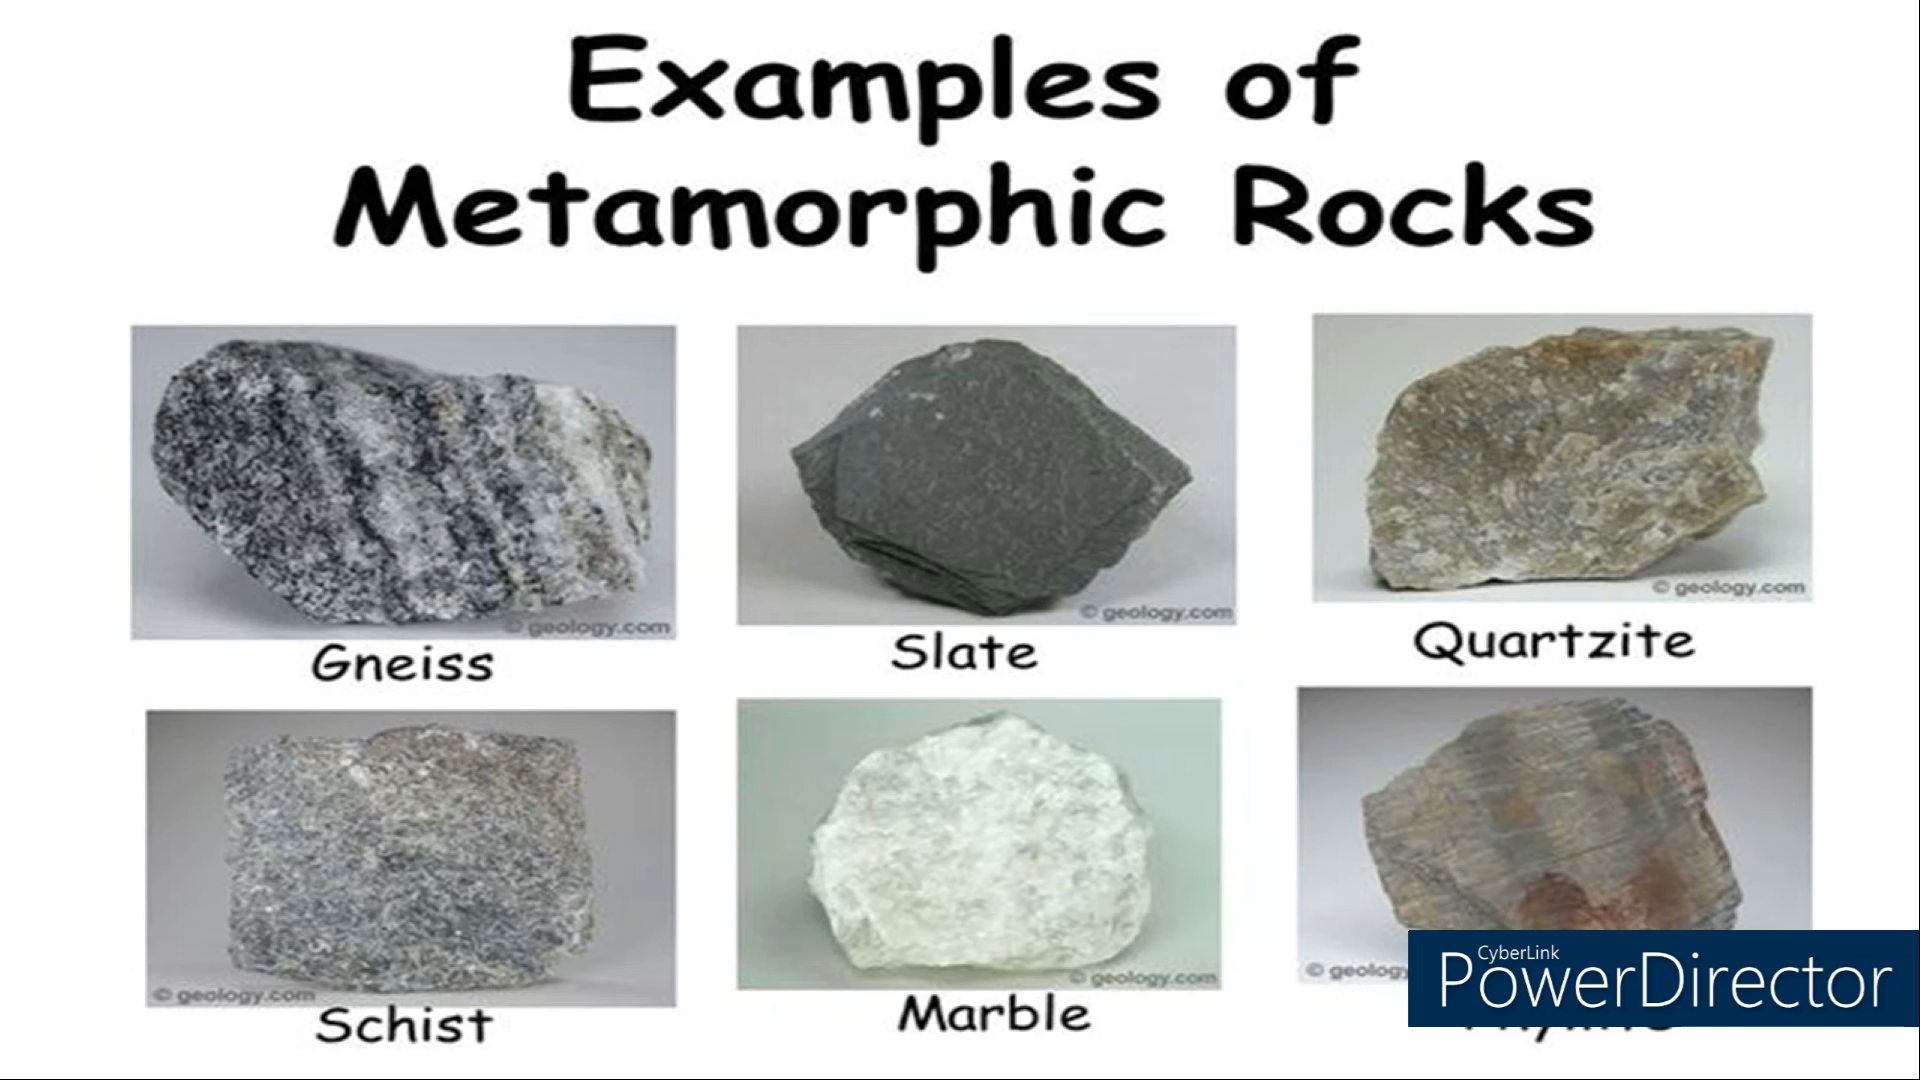 Examples of
Metamorphic Rocks
© geology.com
Gneiss
© geology.com
Slate
© geology.com
Quartzite
© geology.com
Schist
© geology.com
Marble
CyberLink
PowerDirector